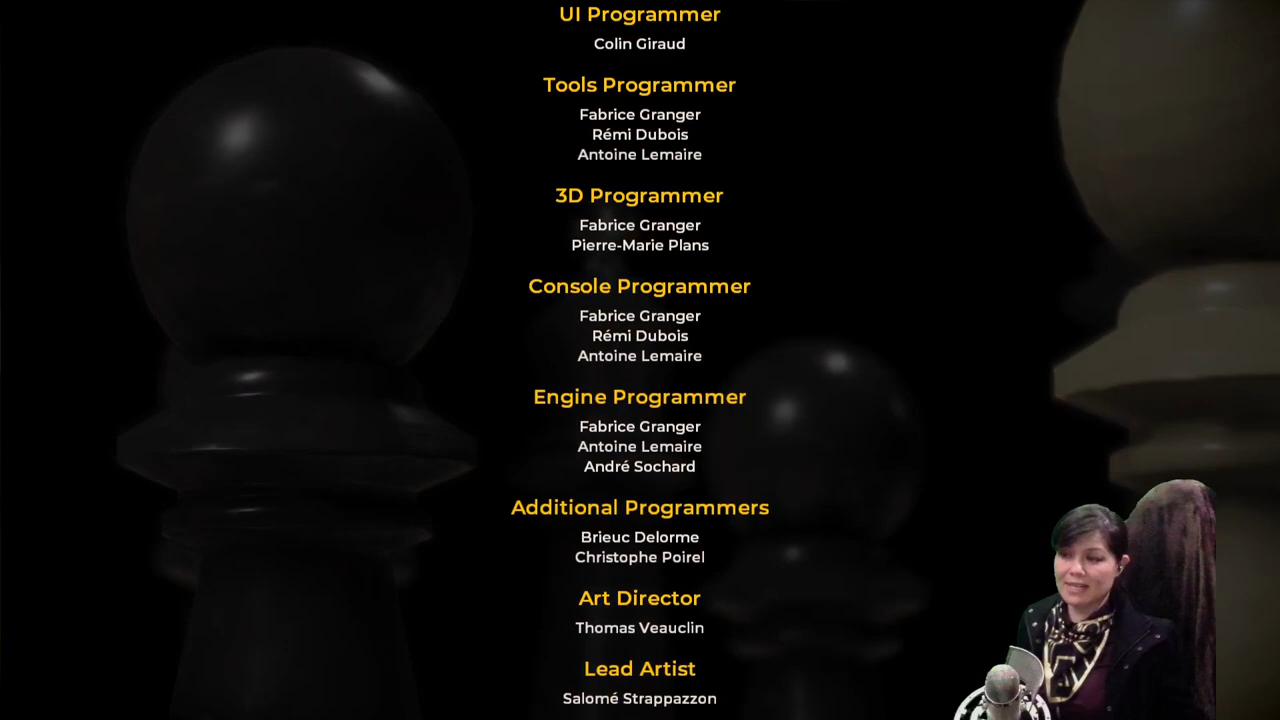 UI Programmer
Colin Giraud
Tools Programmer
Fabrice Granger
Rémi Dubois
Antoine Lemaire
3D Programmer
Fabrice Granger
Pierre-Marie Plans
Console Programmer
Fabrice Granger
Rémi Dubois
Antoine Lemaire
Engine Programmer
Fabrice Granger
Antoine Lemaire
André Sochard
Additional Programmers
Brieuc Delorme
Christophe Poirel
Art Director
Thomas Veauclin
Lead Artist
Salomé Strappazzon